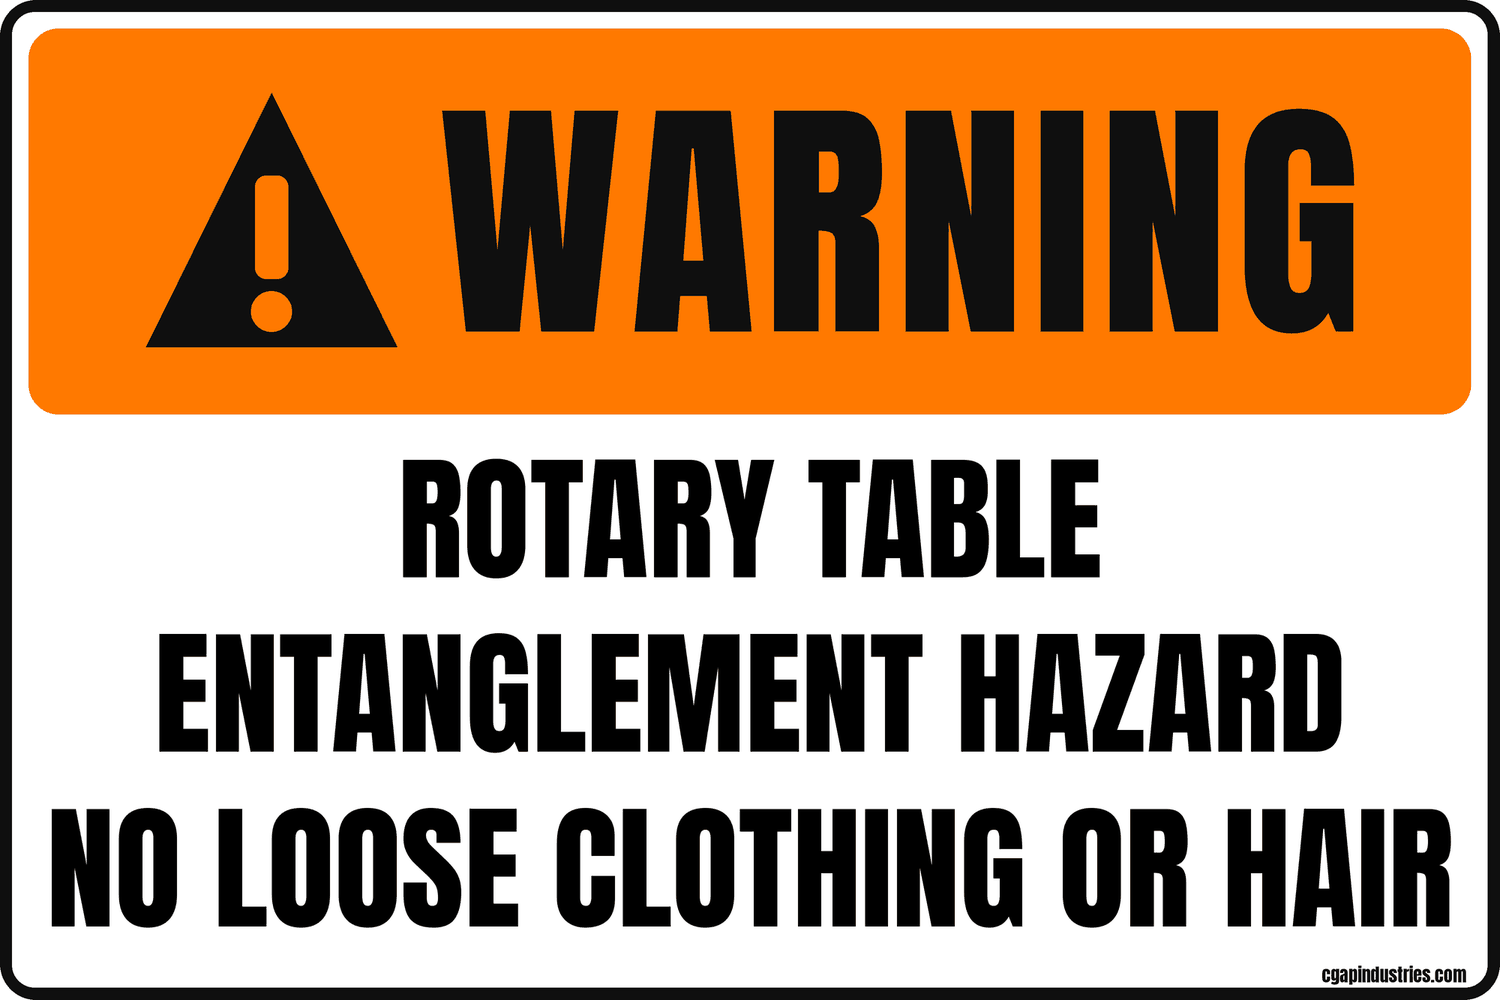 WARNING
ROTARY TABLE
ENTANGLEMENT HAZARD
NO LOOSE CLOTHING OR HAIR
cgapindustries.com